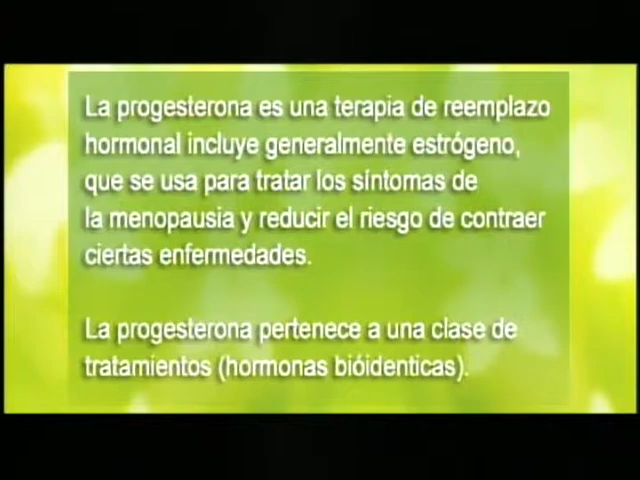 La progesterona es una terapia de reemplazo
hormonal incluye generalmente estrógeno,
que se usa para tratar los síntomas de
la menopausia y reducir el riesgo de contraer
ciertas enfermedades.
La progesterona pertenece a una clase de
tratamientos (hormonas bióidenticas).